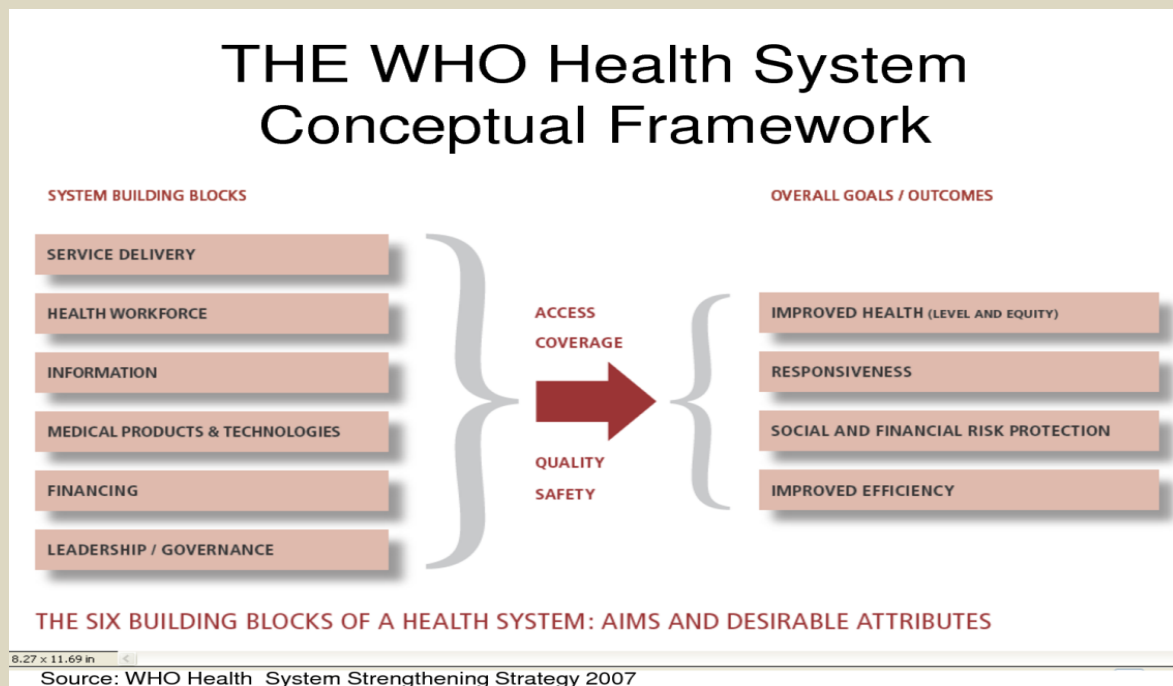 THE WHO Health System
Conceptual Framework
SYSTEM BUILDING BLOCKS
SERVICE DELIVERY
HEALTH WORKFORCE
INFORMATION
MEDICAL PRODUCTS & TECHNOLOGIES
FINANCING
LEADERSHIP / GOVERNANCE
ACCESS
COVERAGE
QUALITY
SAFETY
OVERALL GOALS / OUTCOMES
IMPROVED HEALTH (LEVEL AND EQUITY)
RESPONSIVENESS
SOCIAL AND FINANCIAL RISK PROTECTION
IMPROVED EFFICIENCY
THE SIX BUILDING BLOCKS OF A HEALTH SYSTEM: AIMS AND DESIRABLE ATTRIBUTES
8.27 x 11.69 in
Source: WHO Health System Strengthening Strategy 2007